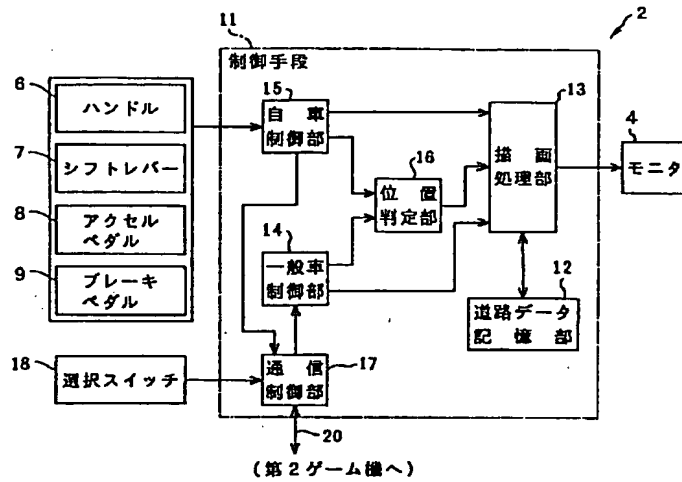 11
2
制御手段
6
ハンドル
7
シフトレバー
8
アクセル
ペダル
9
ブレーキ
ペダル
15
自車
制御部
13
描画
処理部
4
モニタ
16
位置
判定部
14
一般車
制御部
12
道路データ
記憶部
18
選択スイッチ
17
通信
制御部
20
(第2ゲーム機へ)